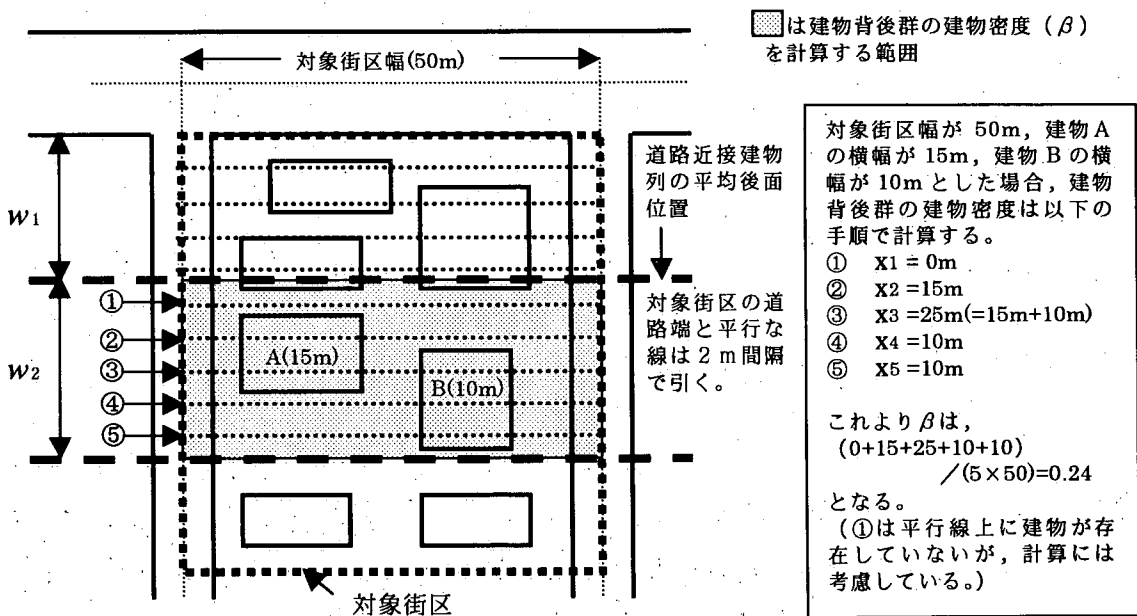 は建物背後群の建物密度（β）
を計算する範囲
対象街区幅(50m)
道路近接建物
列の平均後面
位置
W1
W2
①
②
③
④
⑤
A(15m)
B(10m)
対象街区の道
路端と平行な
線は２ｍ間隔
で引く。
対象街区
対象街区幅が 50m，建物A
の横幅が 15m，建物 B の横
幅が 10m とした場合，建物
背後群の建物密度は以下の
手順で計算する。
① X1 = 0m
② X2 =15m
③ X3 =25m(=15m+10m)
④ X4 =10m
⑤ X5 =10m
これより β は，
(0+15+25+10+10)
／(5×50)=0.24
となる。
（①は平行線上に建物が存
在していないが，計算には
考慮している。）